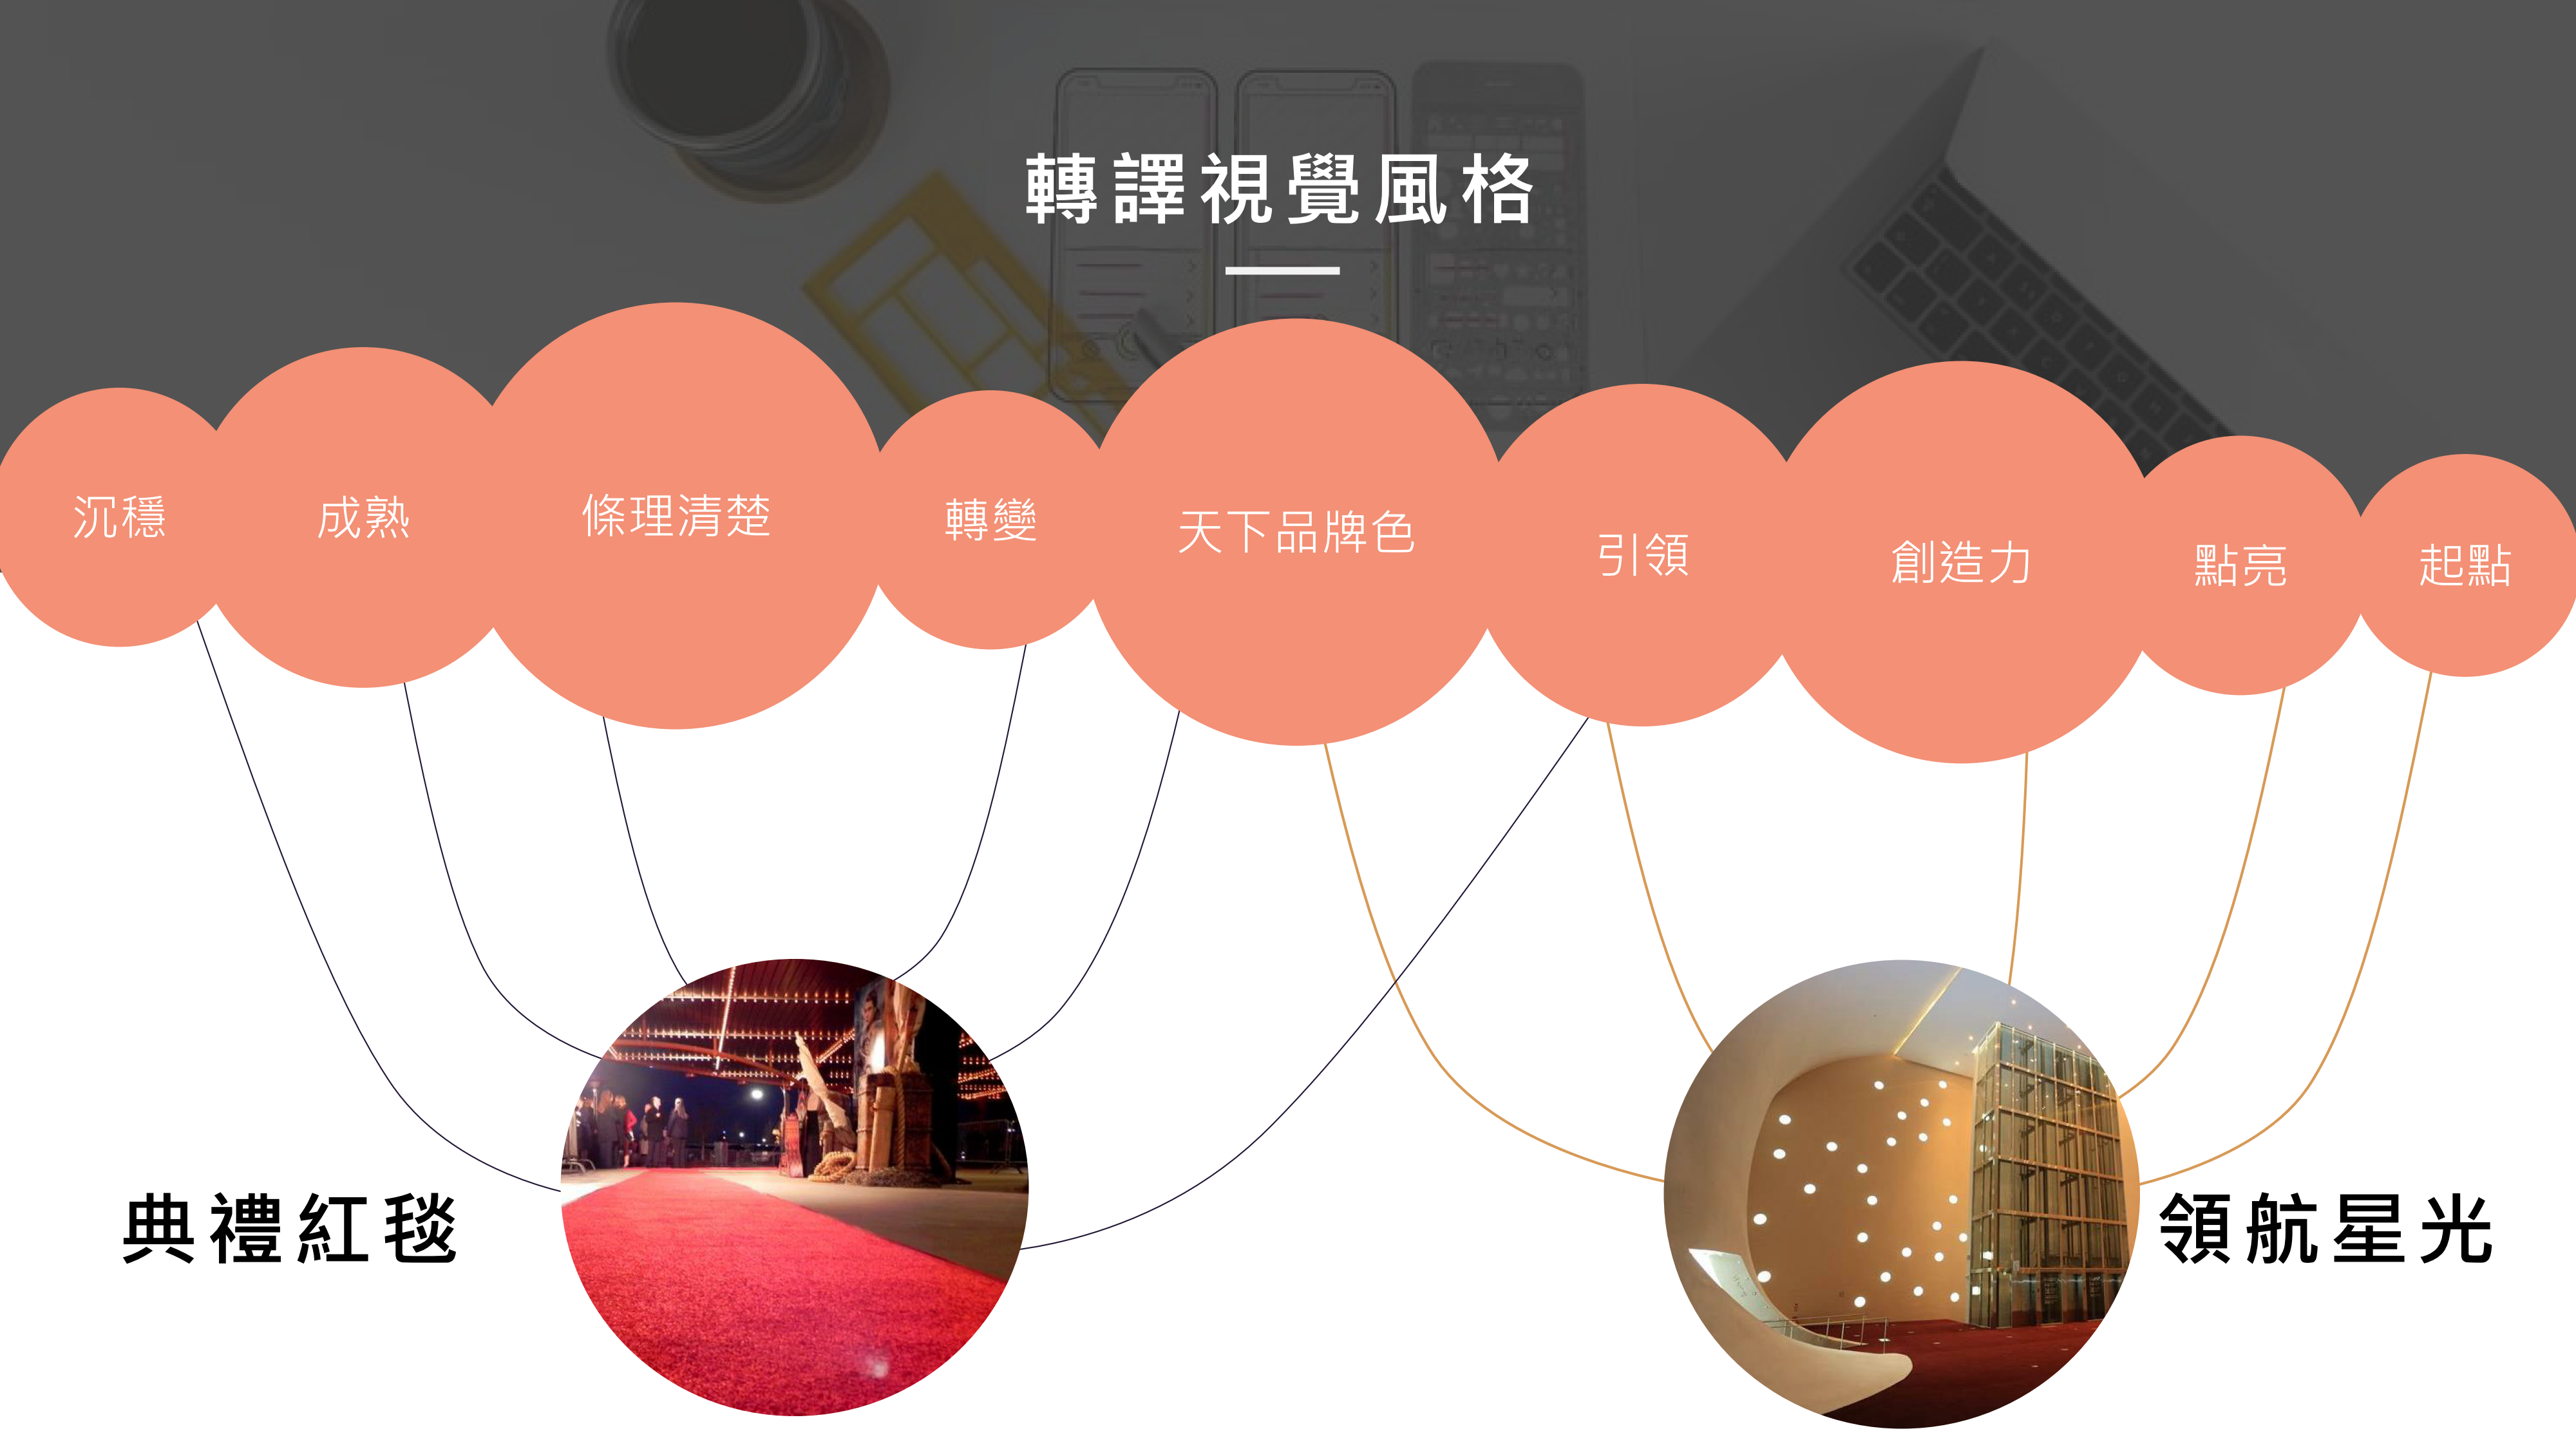 轉譯視覺風格
沉穩
成熟
條理清楚
轉變
天下品牌色
引領
創造力
點亮
起點
典禮紅毯
領航星光